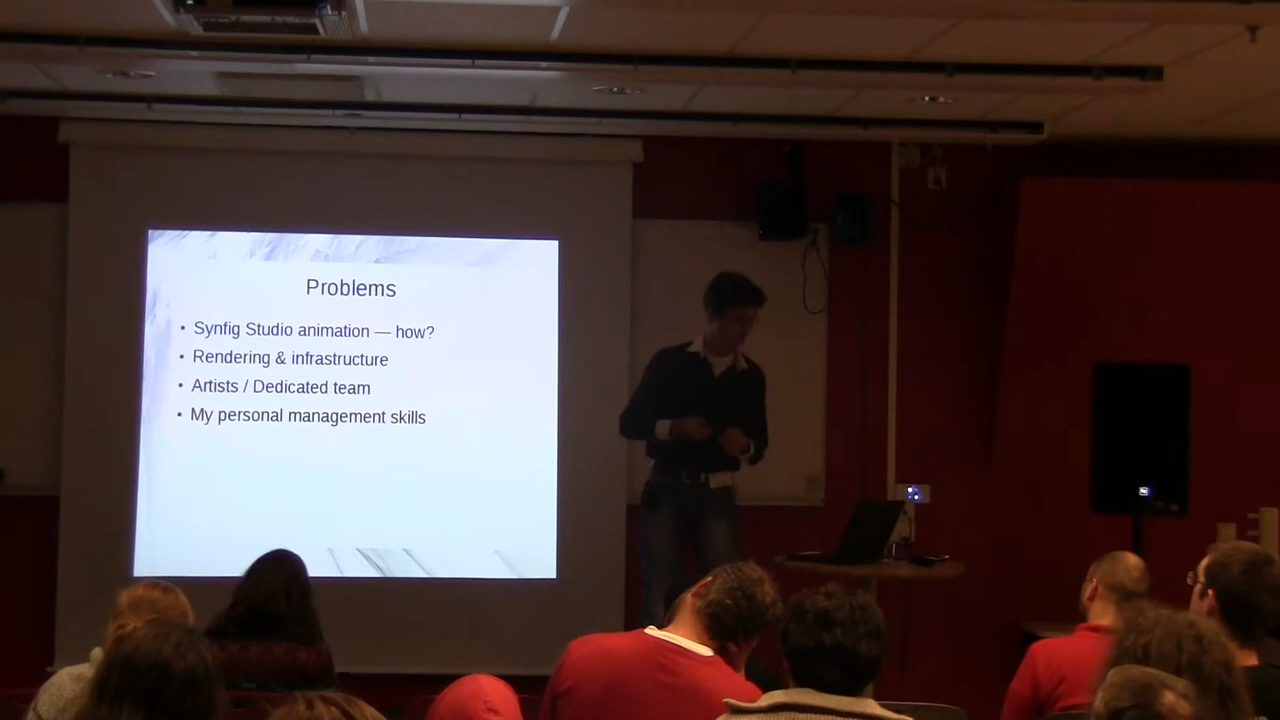 Problems
• Synfig Studio animation — how?
• Rendering & infrastructure
• Artists / Dedicated team
• My personal management skills